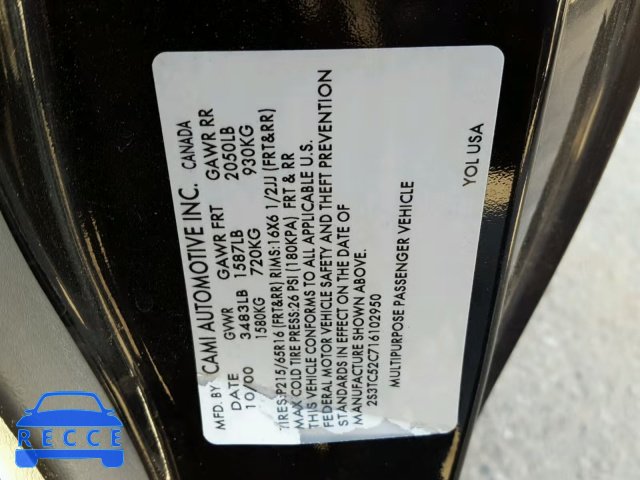 MFD. BY CAMI AUTOMOTIVE INC. CANADA
DATE GVWR GAWR FRT GAWR RR
10/00 3483LB 1587LB 2050LB
1580KG 720KG 930KG
TIRES:P215/65R16 (FRT&RR) RIMS:16X6 1/2JJ (FRT&RR)
MAX COLD TIRE PRESS:26 PSI (180KPA) FRT & RR
THIS VEHICLE CONFORMS TO ALL APPLICABLE U.S.
FEDERAL MOTOR VEHICLE SAFETY AND THEFT PREVENTION
STANDARDS IN EFFECT ON THE DATE OF
MANUFACTURE SHOWN ABOVE.
2S3TC52C716102950
MULTIPURPOSE PASSENGER VEHICLE
YOL USA
RECCE